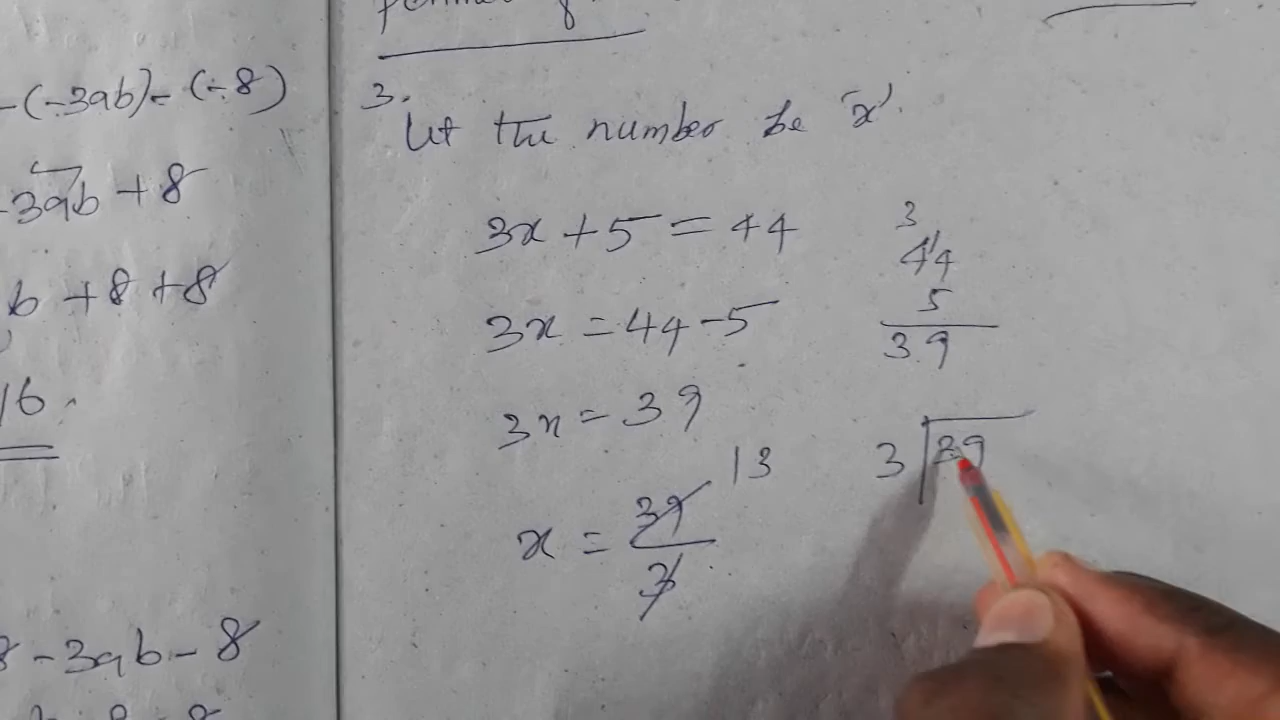 -(-3ab)-(-8)
-3ab + 8
b + 8 + 8
16.
8 - 3ab - 8
3.
Let the number be 'x'.
3x + 5 = 44
3x = 44 - 5
3x = 39
x = 39/3 13
3
44
5
39
3 39